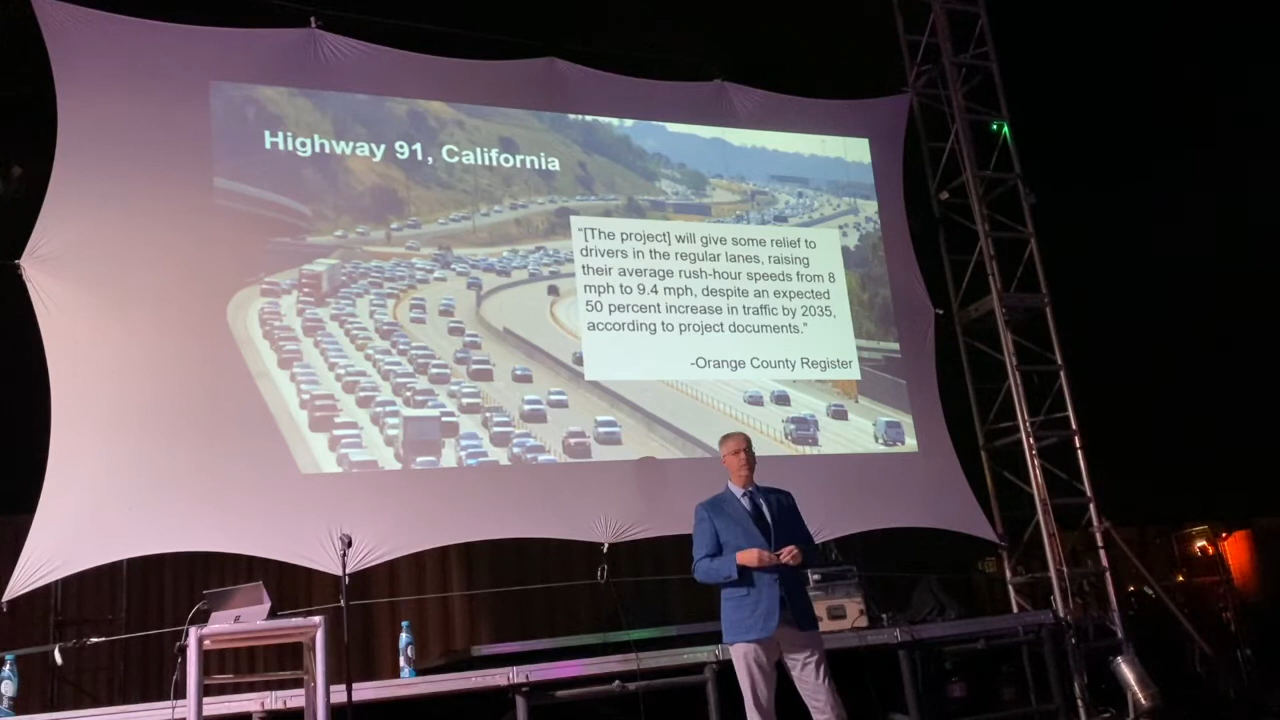 Highway 91, California
“[The project] will give some relief to
drivers in the regular lanes, raising
their average rush-hour speeds from 8
mph to 9.4 mph, despite an expected
50 percent increase in traffic by 2035,
according to project documents.”
-Orange County Register